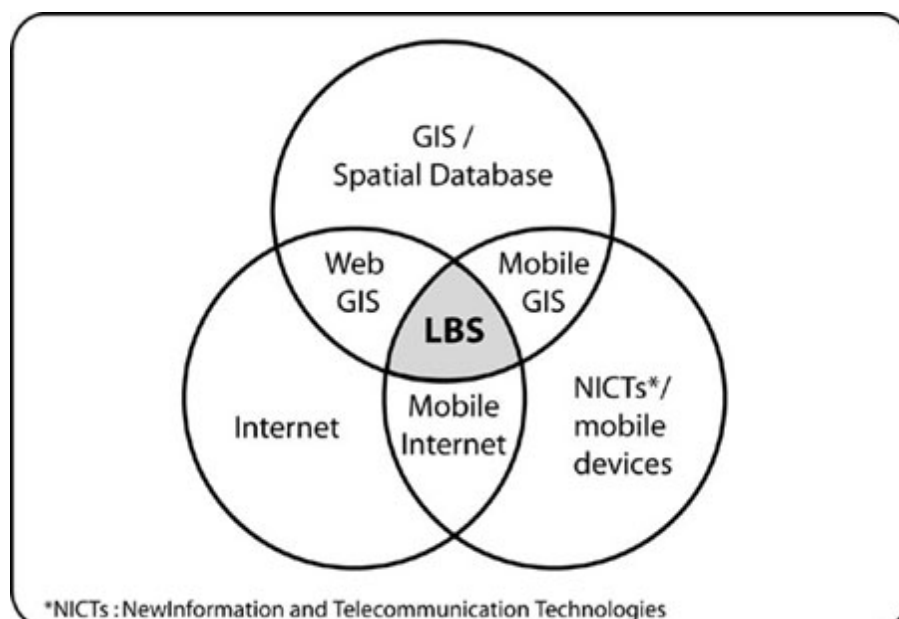 GIS /
Spatial Database
Web
GIS
Mobile
GIS
LBS
Internet
Mobile
Internet
NICTs*/
mobile
devices
*NICTs : NewInformation and Telecommunication Technologies